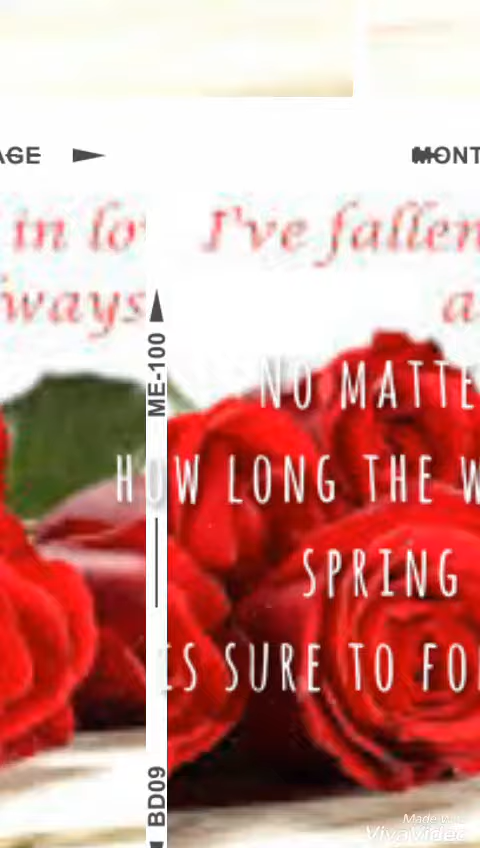 AGE
MONT
in lo
I've fallen
ways
a
ME-100
NO MATTE
HOW LONG THE W
SPRING
IS SURE TO FO
BD09
Made with
VivaVideo